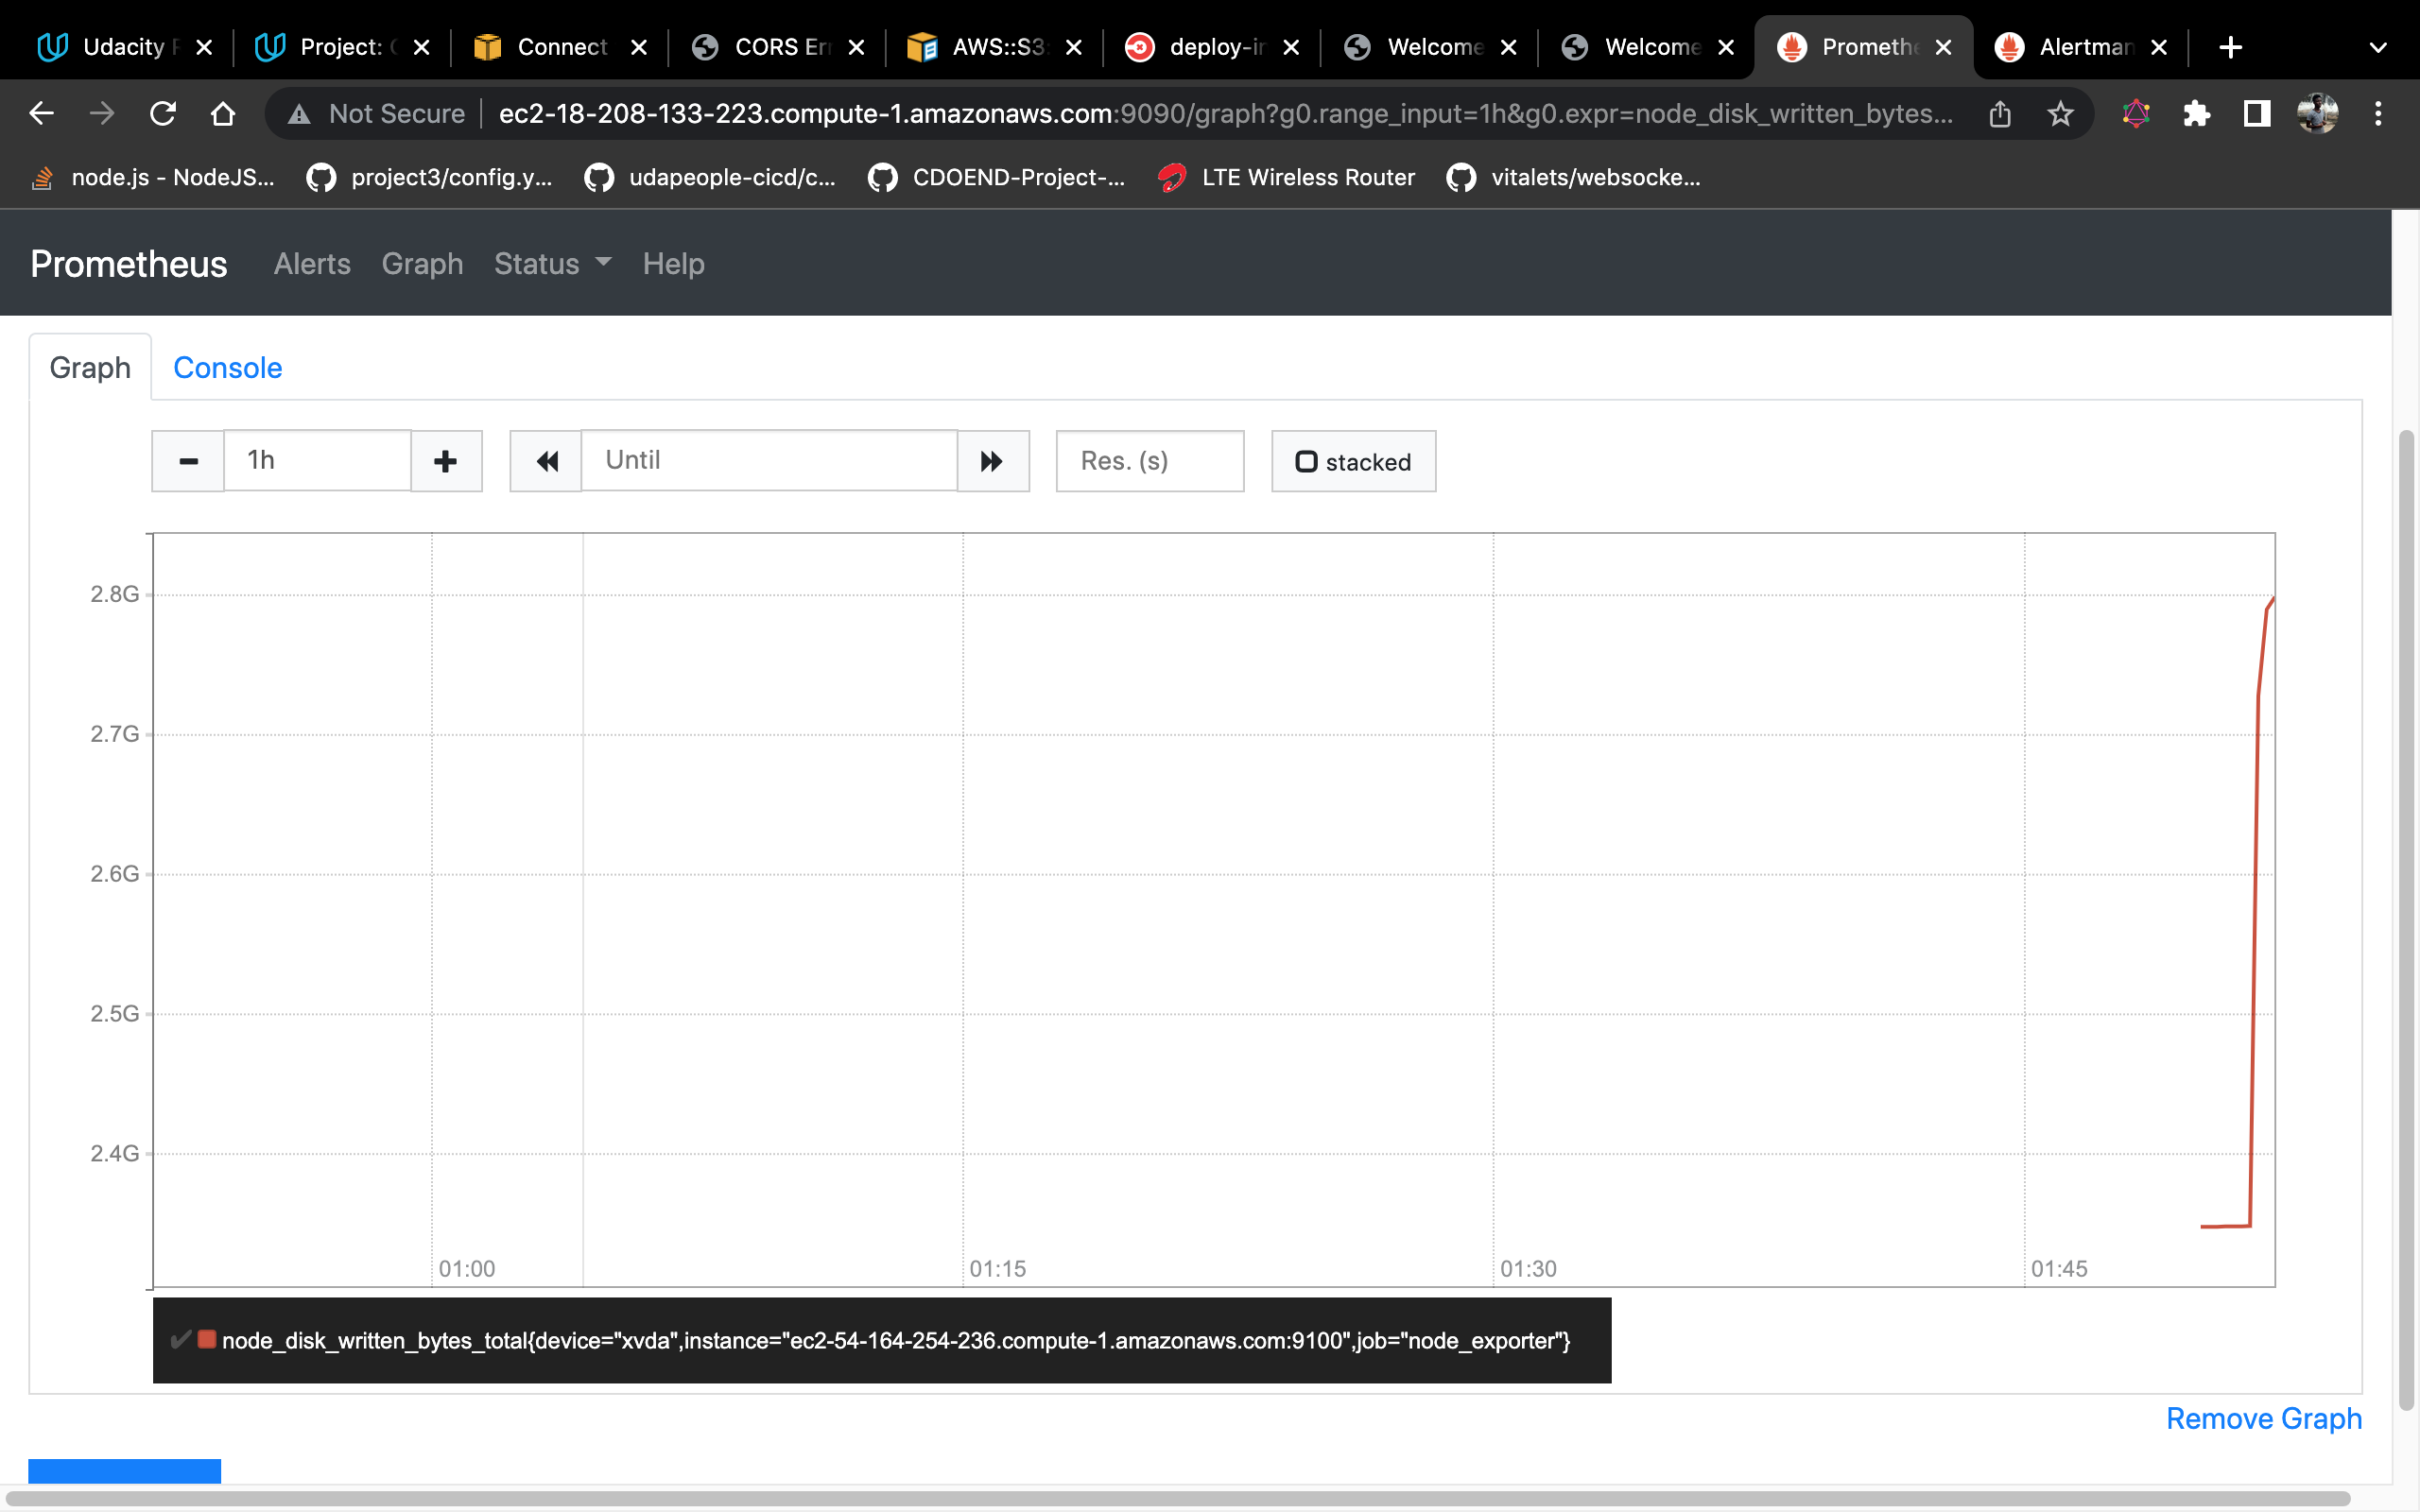 Udacity Project: Connect CORS Err AWS::S3: deploy-in Welcome Welcome Prometh Alertman
Not Secure ec2-18-208-133-223.compute-1.amazonaws.com:9090/graph?g0.range_input=1h&g0.expr=node_disk_written_bytes...
node.js - NodeJS... project3/config.y... udapeople-cicd/c... CDOEND-Project-... LTE Wireless Router vitalets/websocke...
Prometheus Alerts Graph Status Help
Graph Console
1h Until Res. (s) stacked
2.8G
2.7G
2.6G
2.5G
2.4G
01:00 01:15 01:30 01:45
node_disk_written_bytes_total{device="xvda",instance="ec2-54-164-254-236.compute-1.amazonaws.com:9100",job="node_exporter"}
Remove Graph